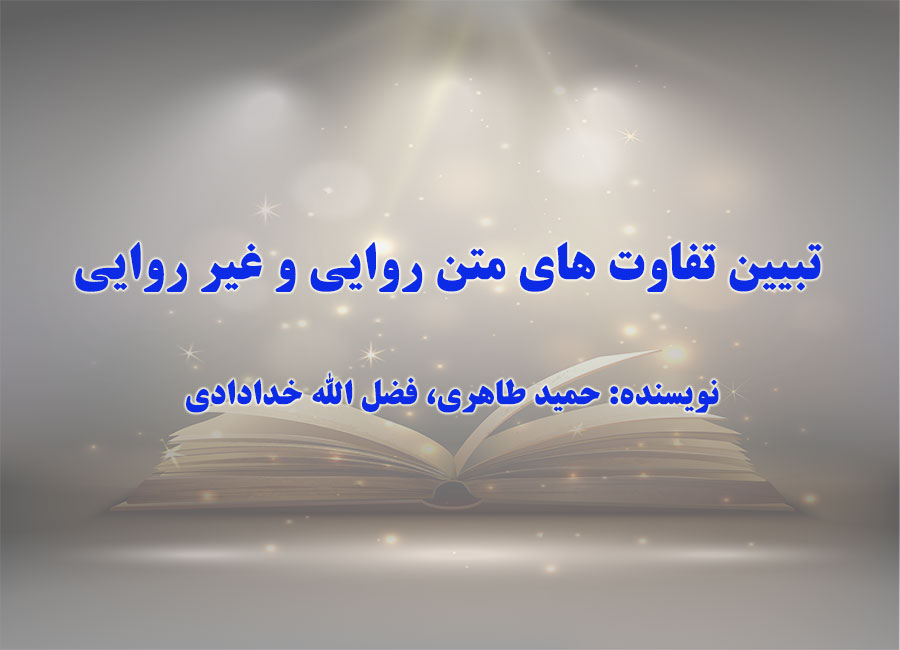 تبیین تفاوت های متن روایی و غیر روایی
نویسنده: حمید طاهری، فضل الله خدادادی